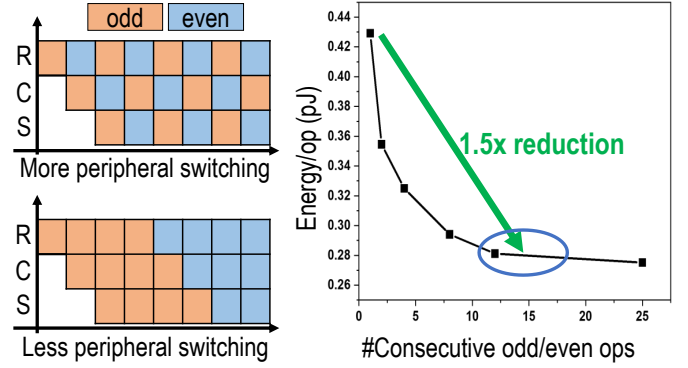 odd even
R
C
S
More peripheral switching
R
C
S
Less peripheral switching
Energy/op (pJ)
0.44
0.42
0.40
0.38
0.36
0.34
0.32
0.30
0.28
0.26
1.5x reduction
0 5 10 15 20 25
#Consecutive odd/even ops